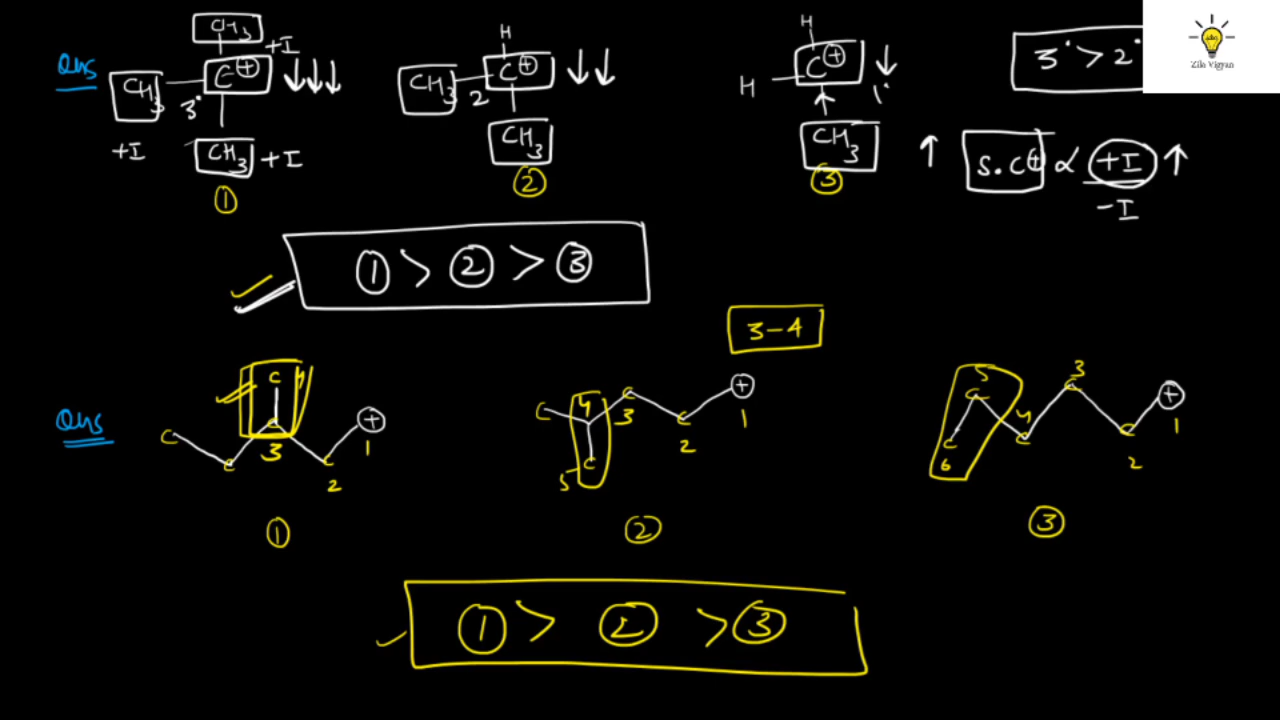 CH3 +I
Ans CH3 C+ 3° ↓↓↓
+I CH3 +I
①
H
CH3 C+ 2 ↓↓
CH3
②
H
H C+ ↓ 1°
↑
CH3
③
3° > 2°
Zila Vigyan
↑ S.C+ ∝ +I ↑
-I
① > ② > ③
3-4
Ans C C 3 C 2 + 1
①
C 4 C 3 C 2 + 1
5 C
②
C 5 C 6 C 4 3 C 2 + 1
③
① > ② > ③